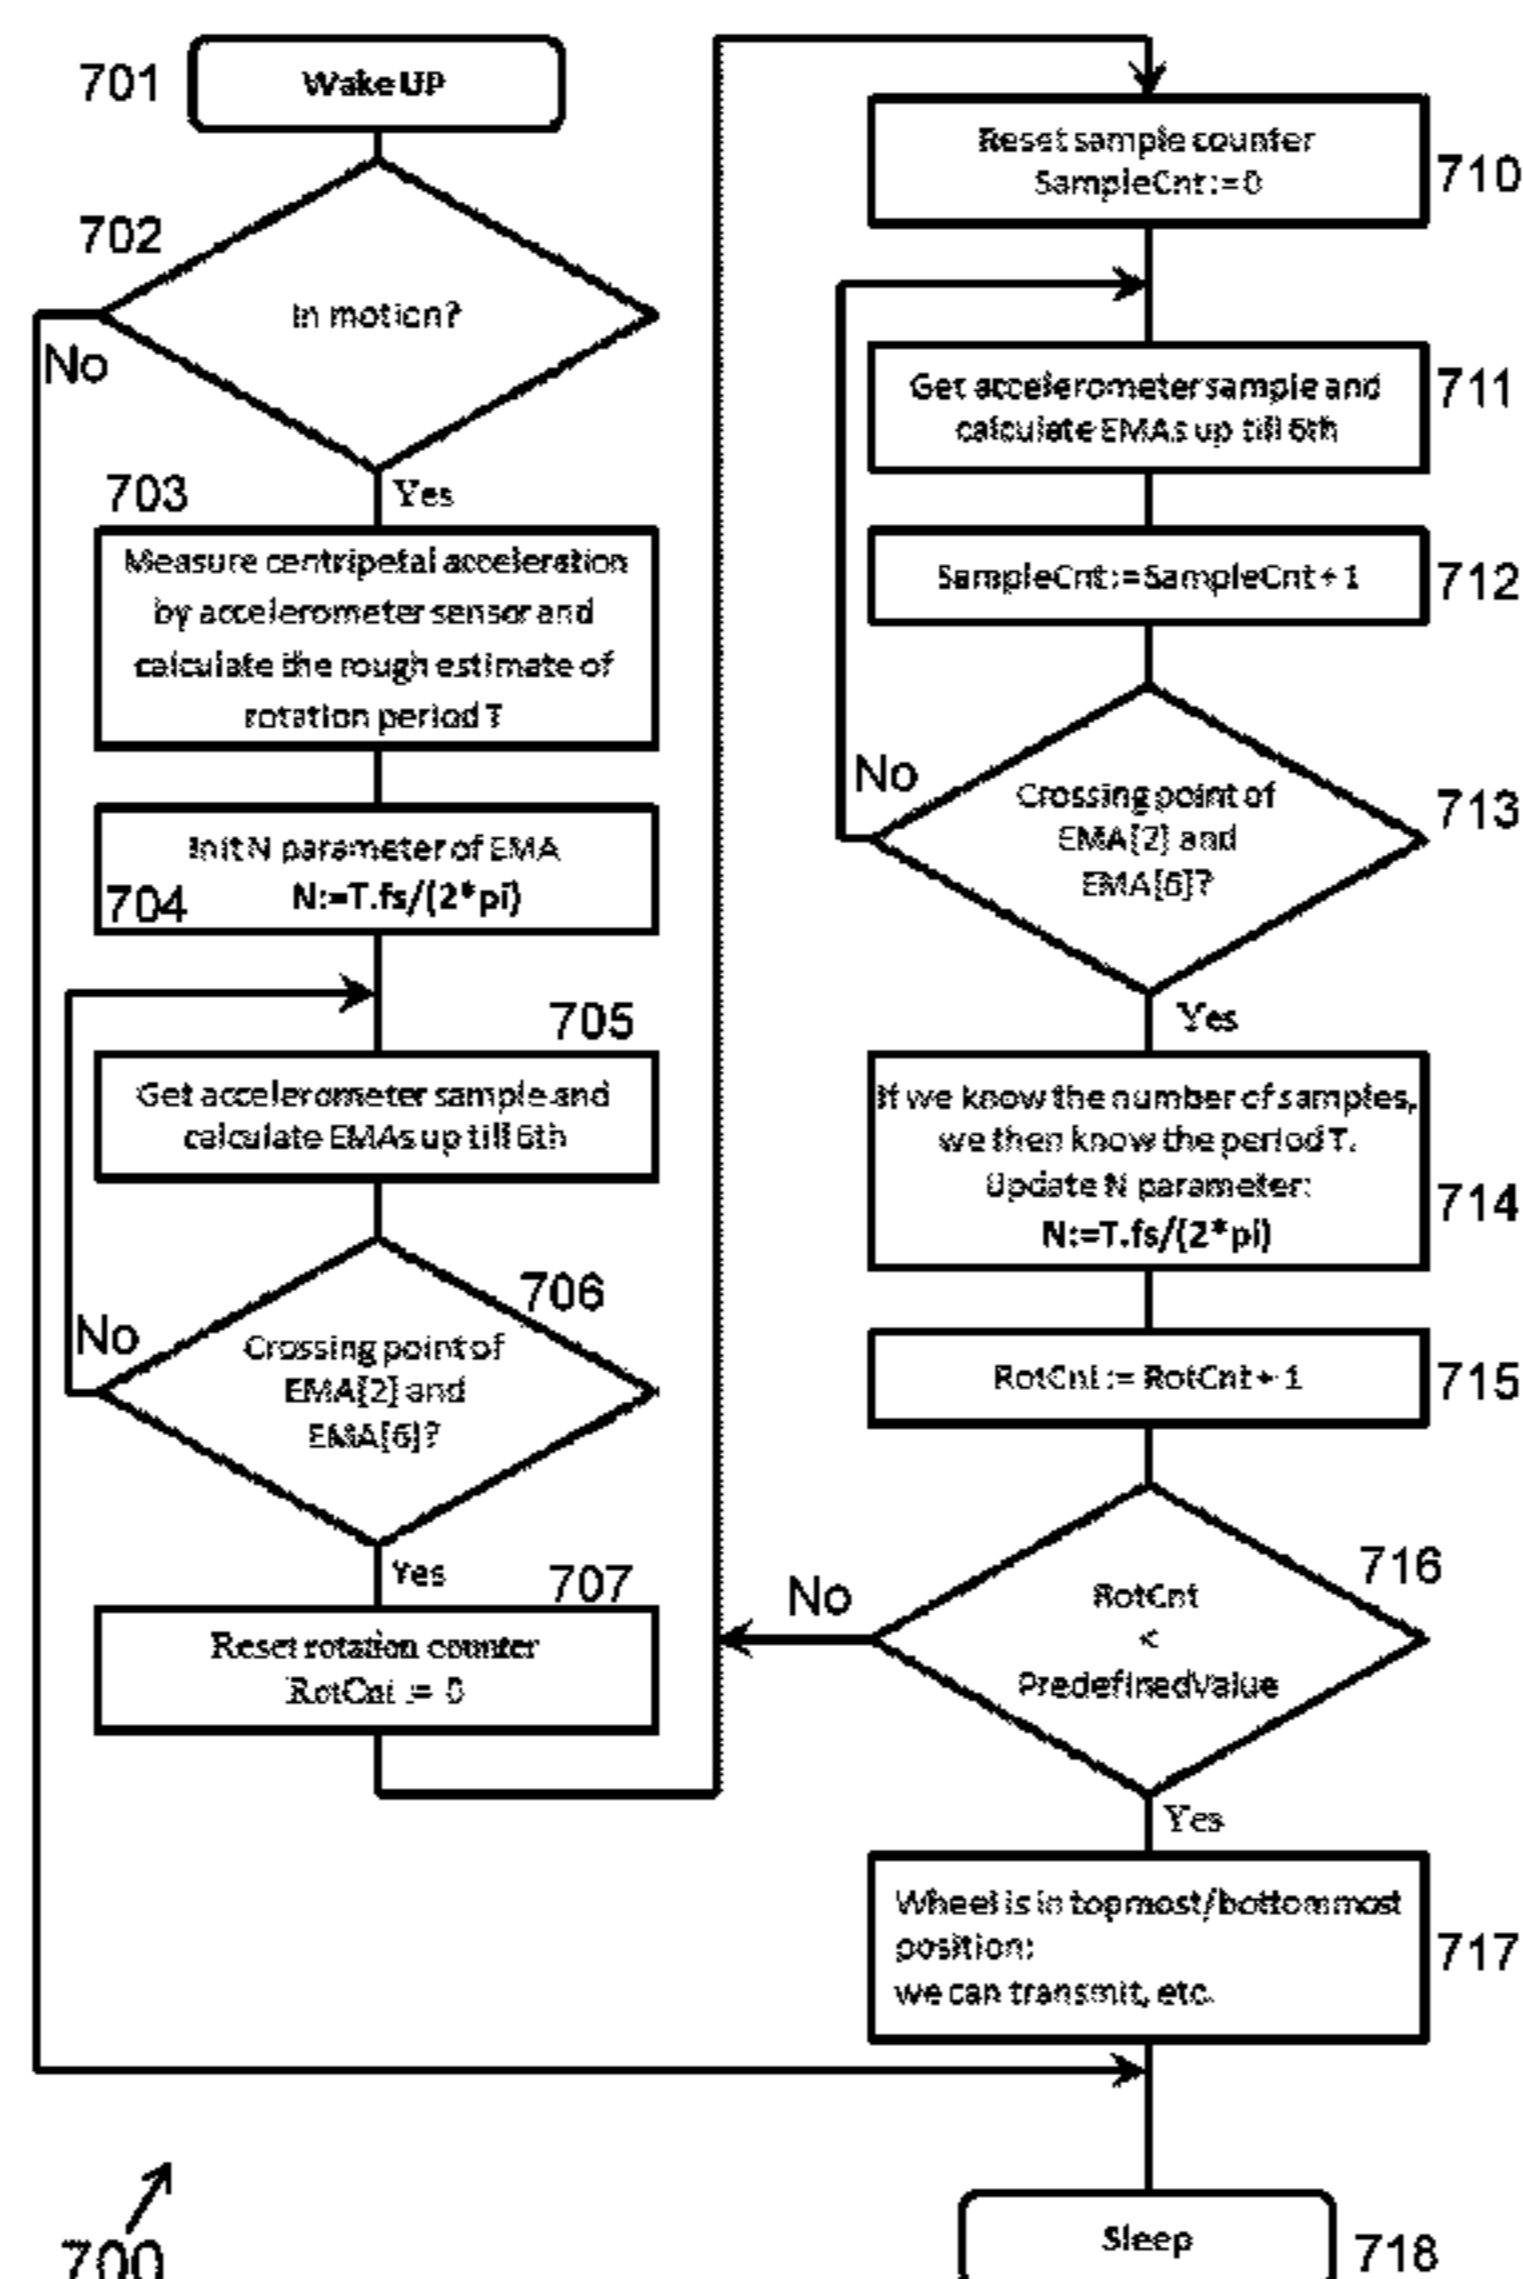 701
Wake UP
702
In motion?
No
Yes
703
Measure centripetal acceleration
by accelerometer sensor and
calculate the rough estimate of
rotation period T
Init N parameter of EMA
704
N:=T.fs/(2*pi)
705
Get accelerometer sample and
calculate EMAs up till 6th
706
No
Crossing point of
EMA[2] and
EMA[6]?
Yes
707
Reset rotation counter
RotCnt := 0
Reset sample counter
SampleCnt := 0
710
Get accelerometer sample and
calculate EMAs up till 6th
711
SampleCnt := SampleCnt + 1
712
No
Crossing point of
EMA[2] and
EMA[6]?
713
Yes
If we know the number of samples,
we then know the period T.
Update N parameter:
N:=T.fs/(2*pi)
714
RotCnt := RotCnt + 1
715
716
No
RotCnt
<
PredefinedValue
Yes
Wheel is in topmost/bottommost
position:
we can transmit, etc.
717
Sleep
718
700